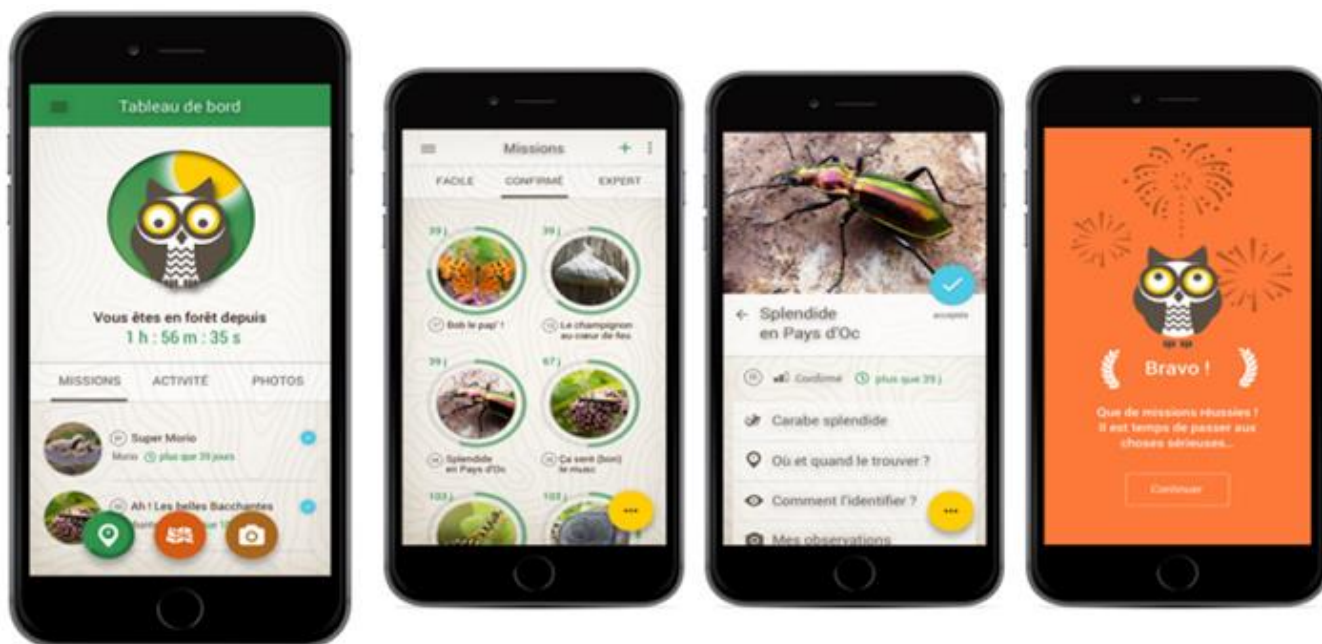 Tableau de bord
Vous êtes en forêt depuis
1 h : 56 m : 35 s
MISSIONS ACTIVITÉ PHOTOS
Super Morio
Morio plus que 39 jours
Ah ! Les belles Bacchantes
Missions
FACILE CONFIRMÉ EXPERT
39 j 39 j
Bob le pap' ! Le champignon
au cœur de feu
39 j 67 j
Splendide Ça sent (bon)
en Pays d'Oc le musc
103 j 103 j
Splendide
en Pays d'Oc
acceptée
Confirmé plus que 39 j
Carabe splendide
Où et quand le trouver ?
Comment l'identifier ?
Mes observations
Bravo !
Que de missions réussies !
Il est temps de passer aux
choses sérieuses...
Continuer